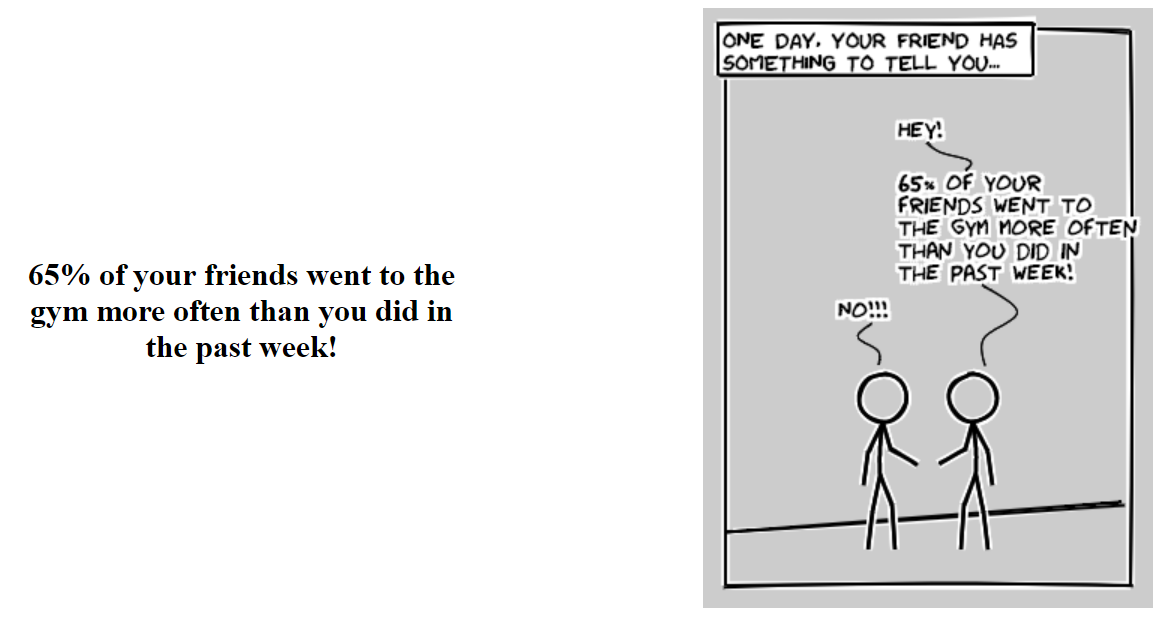 65% of your friends went to the
gym more often than you did in
the past week!
ONE DAY, YOUR FRIEND HAS
SOMETHING TO TELL YOU...
HEY!
65% OF YOUR
FRIENDS WENT TO
THE GYM MORE OFTEN
THAN YOU DID IN
THE PAST WEEK!
NO!!!